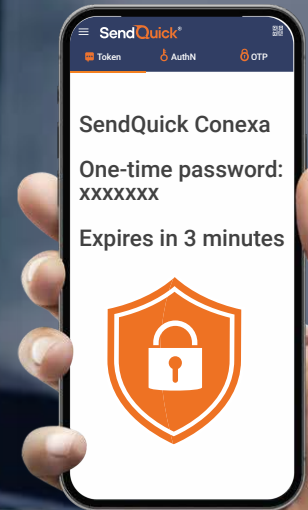 SendQuick®
Token AuthN OTP
SendQuick Conexa
One-time password:
xxxxxxx
Expires in 3 minutes